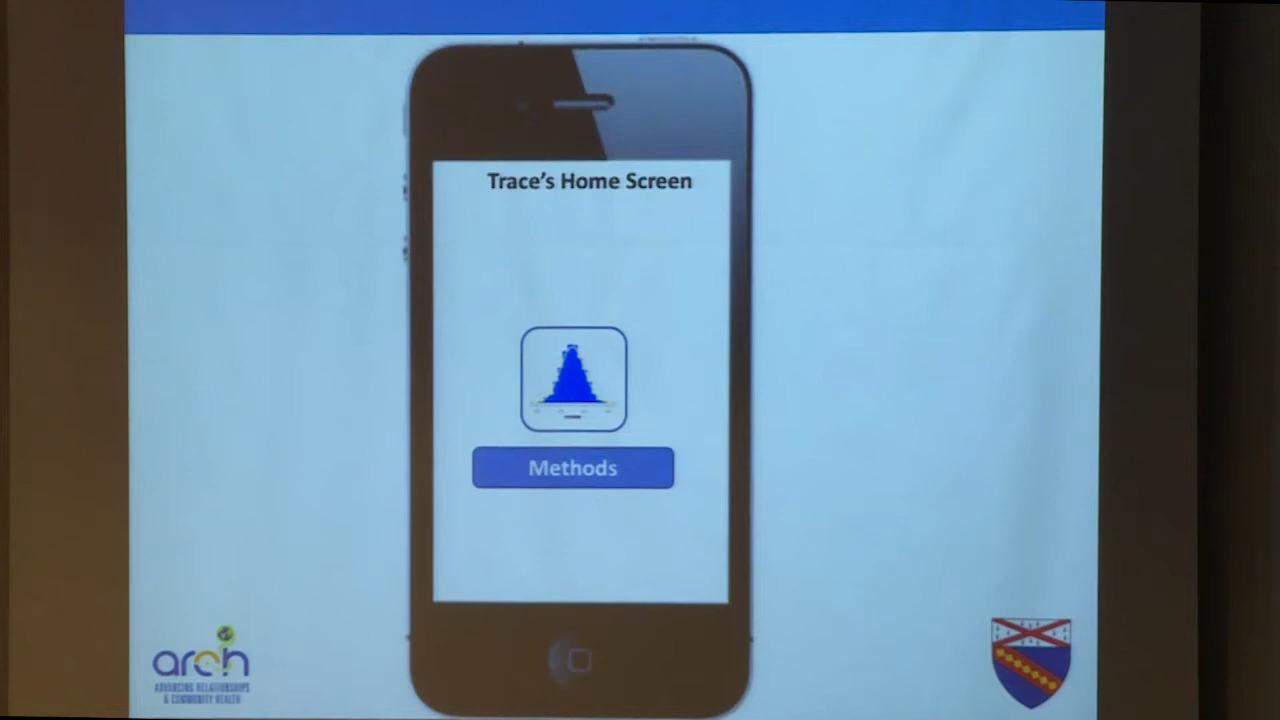 Trace's Home Screen
Methods
arch
ADVANCING RELATIONSHIPS
& COMMUNITY HEALTH